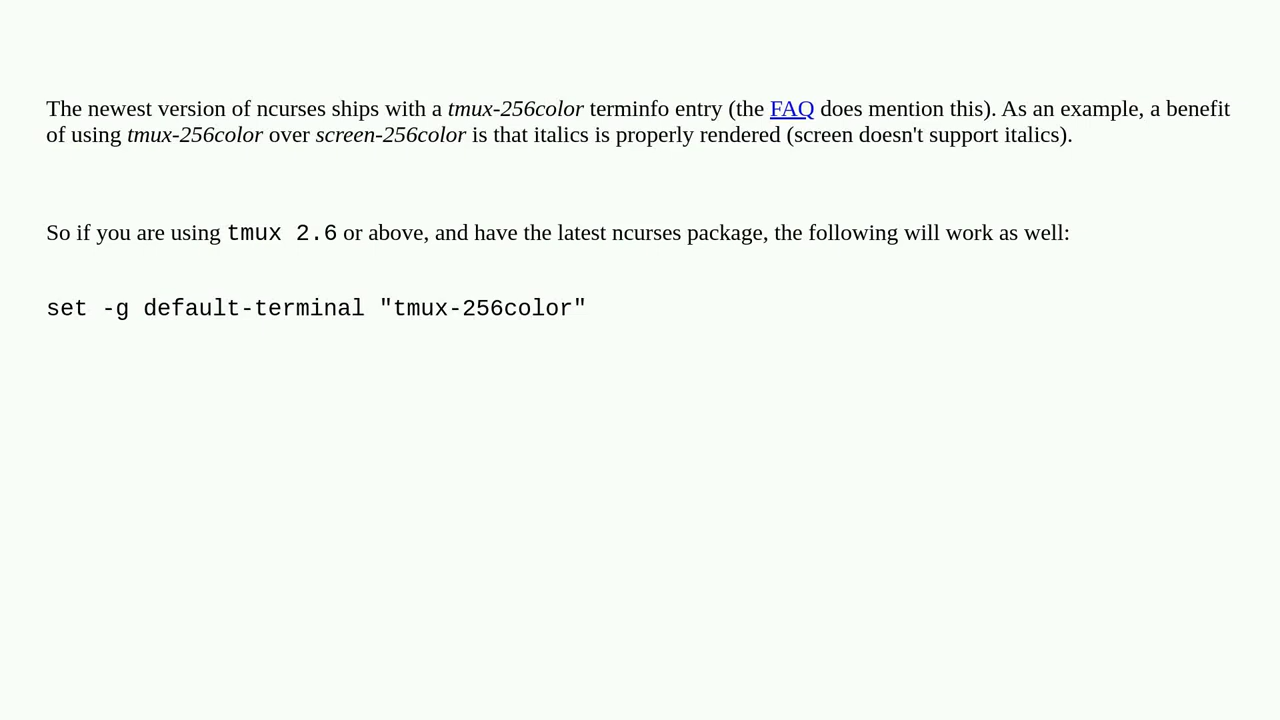 The newest version of ncurses ships with a tmux-256color terminfo entry (the FAQ does mention this). As an example, a benefit
of using tmux-256color over screen-256color is that italics is properly rendered (screen doesn't support italics).
So if you are using tmux 2.6 or above, and have the latest ncurses package, the following will work as well:
set -g default-terminal "tmux-256color"